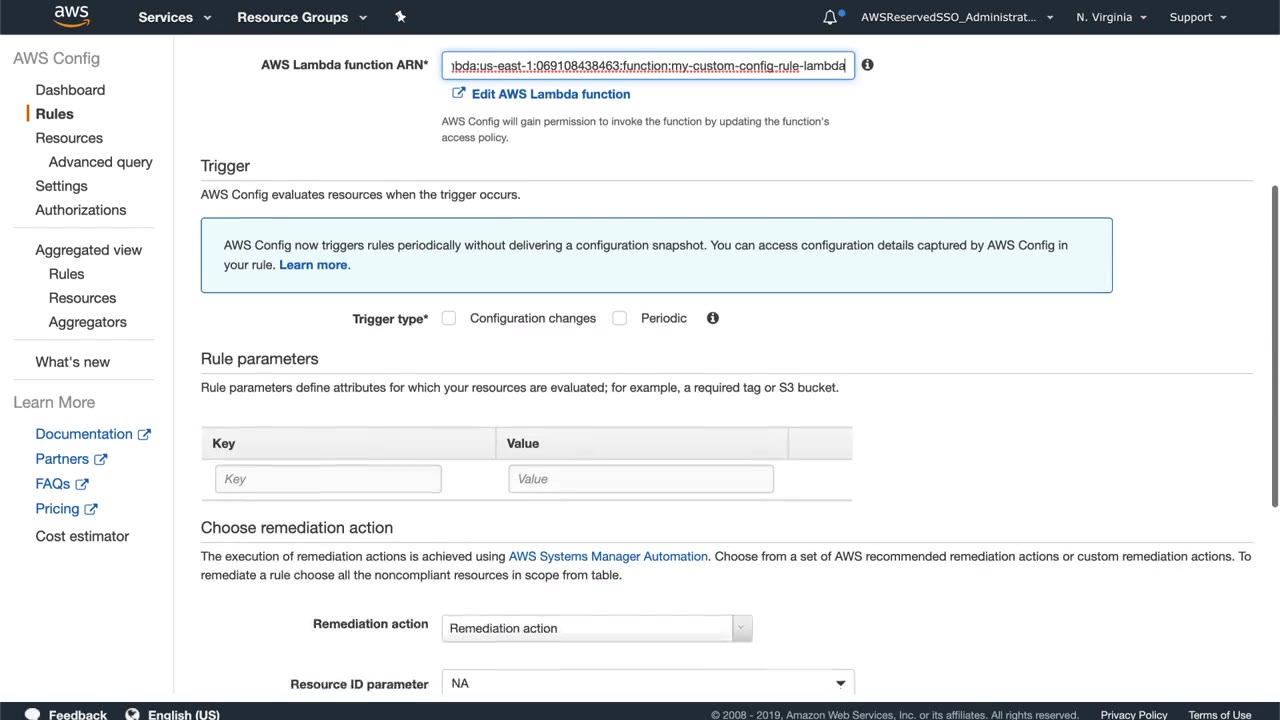 aws
Services
Resource Groups
AWSReservedSSO_Administrat...
N. Virginia
Support
AWS Config
Dashboard
Rules
Resources
Advanced query
Settings
Authorizations
Aggregated view
Rules
Resources
Aggregators
What's new
Learn More
Documentation
Partners
FAQs
Pricing
Cost estimator
AWS Lambda function ARN*
bda:us-east-1:069108438463:function:my-custom-config-rule-lambda
Edit AWS Lambda function
AWS Config will gain permission to invoke the function by updating the function's
access policy.
Trigger
AWS Config evaluates resources when the trigger occurs.
AWS Config now triggers rules periodically without delivering a configuration snapshot. You can access configuration details captured by AWS Config in
your rule. Learn more.
Trigger type*
Configuration changes
Periodic
Rule parameters
Rule parameters define attributes for which your resources are evaluated; for example, a required tag or S3 bucket.
Key
Value
Key
Value
Choose remediation action
The execution of remediation actions is achieved using AWS Systems Manager Automation. Choose from a set of AWS recommended remediation actions or custom remediation actions. To
remediate a rule choose all the noncompliant resources in scope from table.
Remediation action
Remediation action
Resource ID parameter
NA
Feedback
English (US)
© 2008 - 2019, Amazon Web Services, Inc. or its affiliates. All rights reserved.
Privacy Policy
Terms of Use